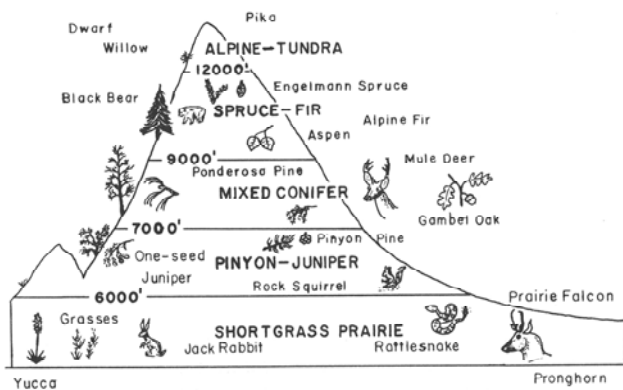 Pika
Dwarf
Willow
ALPINE-TUNDRA
12000'
Engelmann Spruce
Black Bear
SPRUCE-FIR
Alpine Fir
Aspen
9000'
Mule Deer
Ponderosa Pine
MIXED CONIFER
Gambel Oak
7000'
Pinyon Pine
One-seed
Juniper
PINYON-JUNIPER
Rock Squirrel
6000'
Prairie Falcon
Grasses
SHORTGRASS PRAIRIE
Jack Rabbit
Rattlesnake
Yucca
Pronghorn